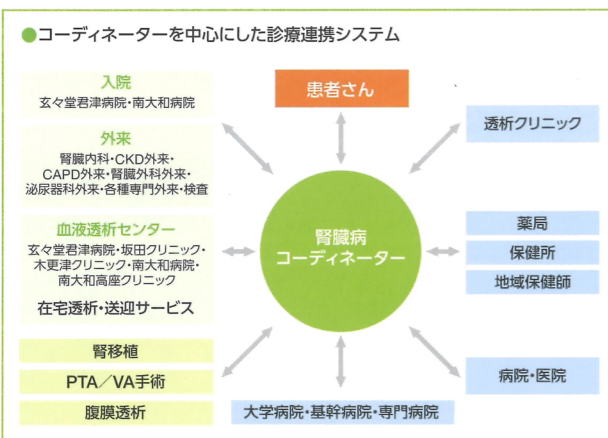 ●コーディネーターを中心にした診療連携システム
入院
玄々堂君津病院・南大和病院
外来
腎臓内科・CKD外来・
CAPD外来・腎臓外科外来・
泌尿器科外来・各種専門外来・検査
血液透析センター
玄々堂君津病院・坂田クリニック・
木更津クリニック・南大和病院・
南大和高座クリニック
在宅透析・送迎サービス
腎移植
PTA／VA手術
腹膜透析
患者さん
腎臓病
コーディネーター
大学病院・基幹病院・専門病院
透析クリニック
薬局
保健所
地域保健師
病院・医院